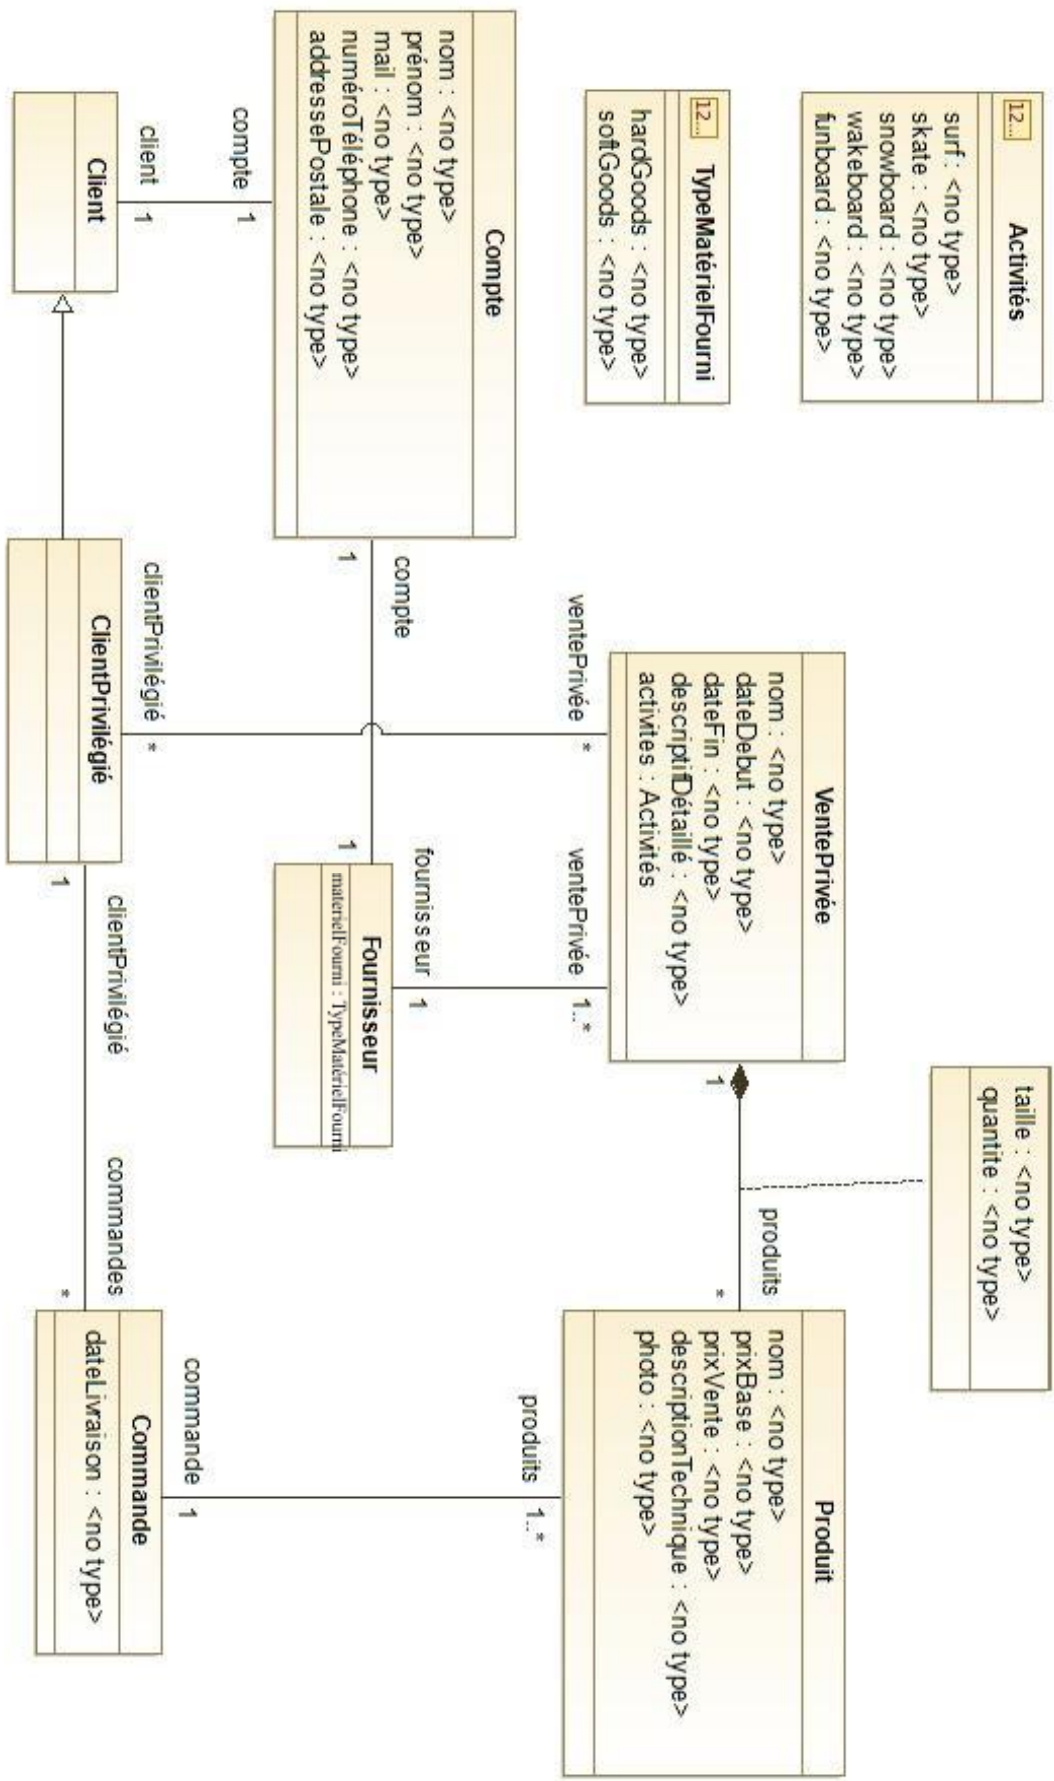 12...
Activités
surf : <no type>
skate : <no type>
snowboard : <no type>
wakeboard : <no type>
funboard : <no type>
12...
TypeMatérielFourni
hardGoods : <no type>
softGoods : <no type>
Compte
nom : <no type>
prénom : <no type>
mail : <no type>
numéroTéléphone : <no type>
addressePostale : <no type>
compte
1
client
1
Client
compte
1
VentePrivée
nom : <no type>
dateDebut : <no type>
dateFin : <no type>
descriptifDétaillé : <no type>
activites : Activités
ventePrivée
*
clientPrivilégié
*
ClientPrivilégié
ventePrivée
1..*
fournisseur
1
1
Fournisseur
materielFourni : TypeMatérielFourni
taille : <no type>
quantite : <no type>
1
produits
*
Produit
nom : <no type>
prixBase : <no type>
prixVente : <no type>
descriptionTechnique : <no type>
photo : <no type>
produits
1..*
commande
1
1
clientPrivilégié
commandes
*
Commande
dateLivraison : <no type>